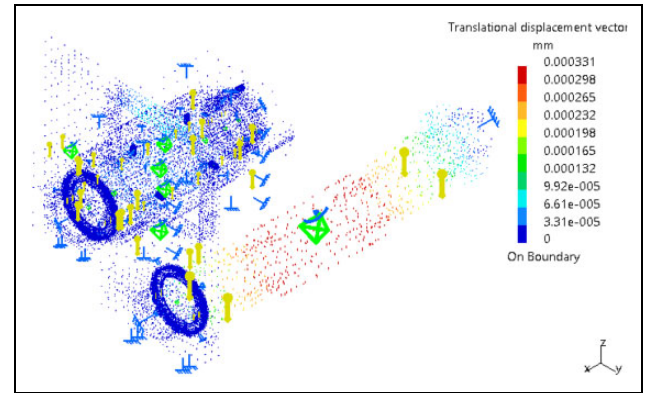 Translational displacement vector
mm
0.000331
0.000298
0.000265
0.000232
0.000198
0.000165
0.000132
9.92e-005
6.61e-005
3.31e-005
0
On Boundary
z
x
y